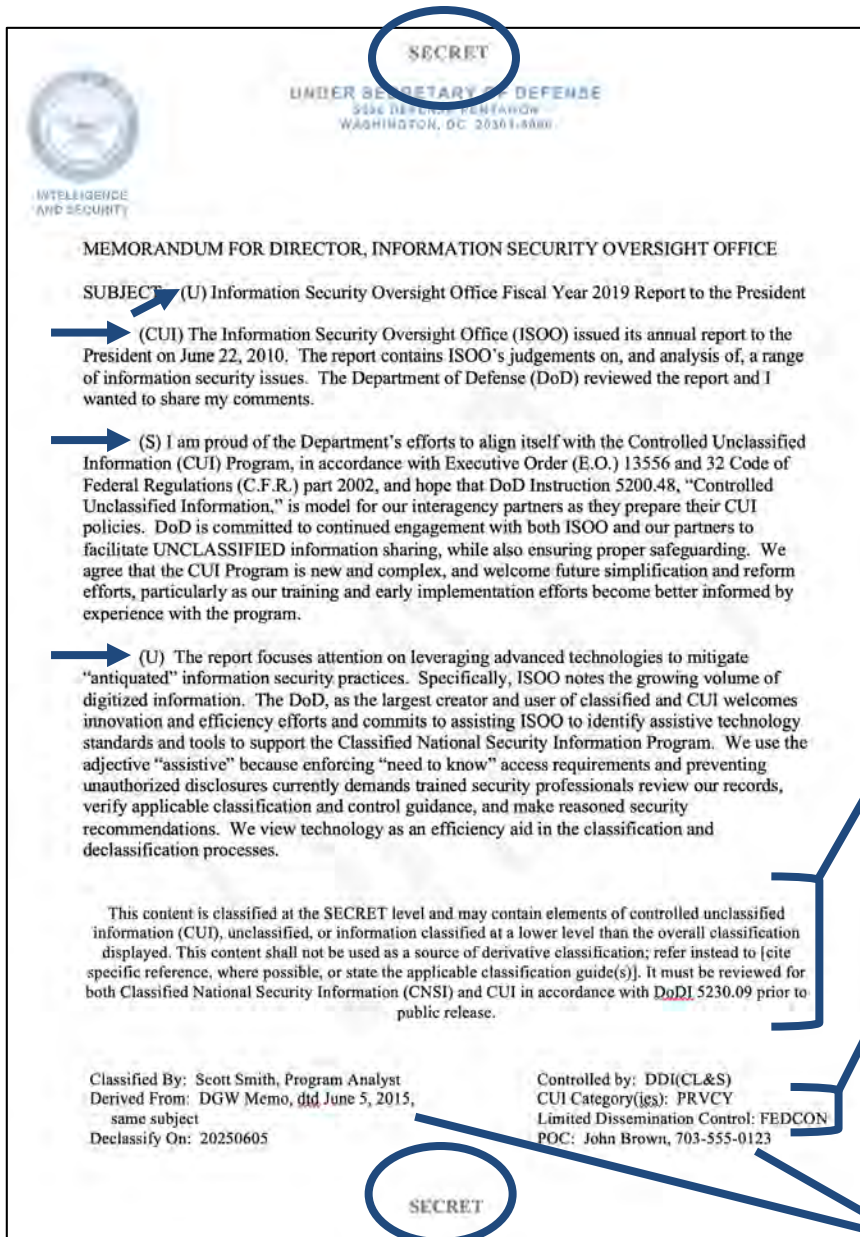 SECRET
UNDER SECRETARY OF DEFENSE
DEFENSE PENTAGON
WASHINGTON, DC
INTELLIGENCE
AND SECURITY
MEMORANDUM FOR DIRECTOR, INFORMATION SECURITY OVERSIGHT OFFICE
SUBJECT: (U) Information Security Oversight Office Fiscal Year 2019 Report to the President
(CUI) The Information Security Oversight Office (ISOO) issued its annual report to the
President on June 22, 2010. The report contains ISOO's judgements on, and analysis of, a range
of information security issues. The Department of Defense (DoD) reviewed the report and I
wanted to share my comments.
(S) I am proud of the Department's efforts to align itself with the Controlled Unclassified
Information (CUI) Program, in accordance with Executive Order (E.O.) 13556 and 32 Code of
Federal Regulations (C.F.R.) part 2002, and hope that DoD Instruction 5200.48, "Controlled
Unclassified Information," is model for our interagency partners as they prepare their CUI
policies. DoD is committed to continued engagement with both ISOO and our partners to
facilitate UNCLASSIFIED information sharing, while also ensuring proper safeguarding. We
agree that the CUI Program is new and complex, and welcome future simplification and reform
efforts, particularly as our training and early implementation efforts become better informed by
experience with the program.
(U) The report focuses attention on leveraging advanced technologies to mitigate
"antiquated" information security practices. Specifically, ISOO notes the growing volume of
digitized information. The DoD, as the largest creator and user of classified and CUI welcomes
innovation and efficiency efforts and commits to assisting ISOO to identify assistive technology
standards and tools to support the Classified National Security Information Program. We use the
adjective "assistive" because enforcing "need to know" access requirements and preventing
unauthorized disclosures currently demands trained security professionals review our records,
verify applicable classification and control guidance, and make reasoned security
recommendations. We view technology as an efficiency aid in the classification and
declassification processes.
This content is classified at the SECRET level and may contain elements of controlled unclassified
information (CUI), unclassified, or information classified at a lower level than the overall classification
displayed. This content shall not be used as a source of derivative classification; refer instead to [cite
specific reference, where possible, or state the applicable classification guide(s)]. It must be reviewed for
both Classified National Security Information (CNSI) and CUI in accordance with DoDI 5230.09 prior to
public release.
Classified By: Scott Smith, Program Analyst
Derived From: DGW Memo, dtd June 5, 2015,
same subject
Declassify On: 20250605
Controlled by: DDI(CL&S)
CUI Category(ies): PRVCY
Limited Dissemination Control: FEDCON
POC: John Brown, 703-555-0123
SECRET